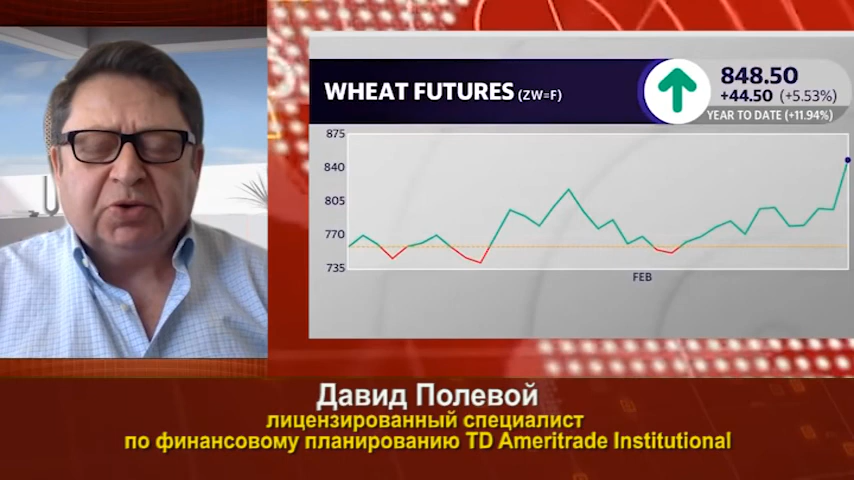 WHEAT FUTURES (ZW=F)
848.50
+44.50 (+5.53%)
YEAR TO DATE (+11.94%)
875
840
805
770
735
FEB
U
Давид Полевой
лицензированный специалист
по финансовому планированию TD Ameritrade Institutional